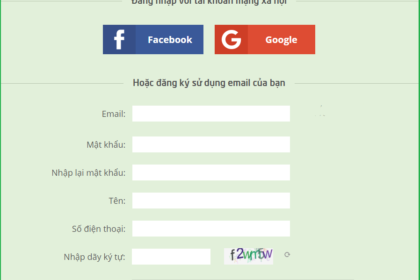 Đăng nhập với tài khoản mạng xã hội
Facebook
Google
Hoặc đăng ký sử dụng email của bạn
Email:
Mật khẩu:
Nhập lại mật khẩu:
Tên:
Số điện thoại:
Nhập dãy ký tự: